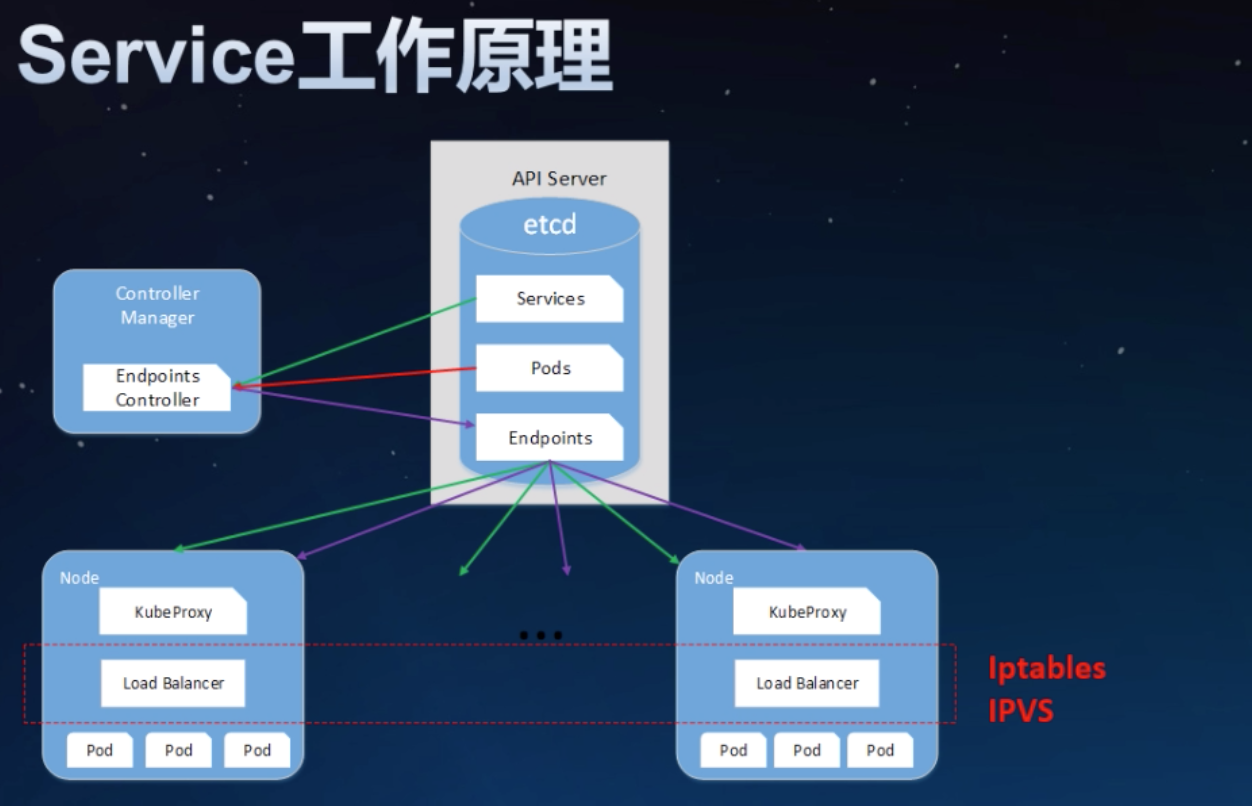 Service工作原理
API Server
etcd
Services
Pods
Endpoints
Controller
Manager
Endpoints
Controller
Node
KubeProxy
Load Balancer
Pod
Pod
Pod
...
Node
KubeProxy
Load Balancer
Pod
Pod
Pod
Iptables
IPVS